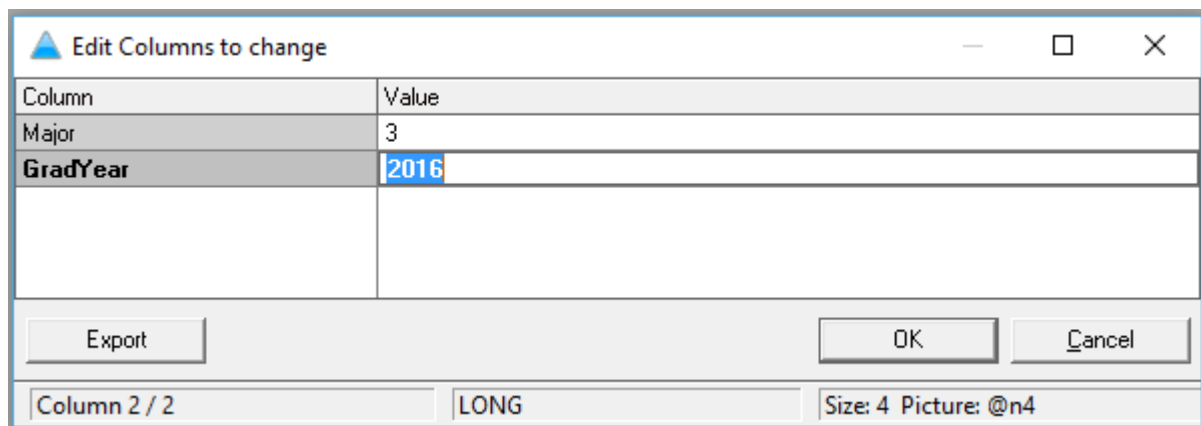 Edit Columns to change
Column Value
Major 3
GradYear 2016
Export OK Cancel
Column 2 / 2 LONG Size: 4 Picture: @n4